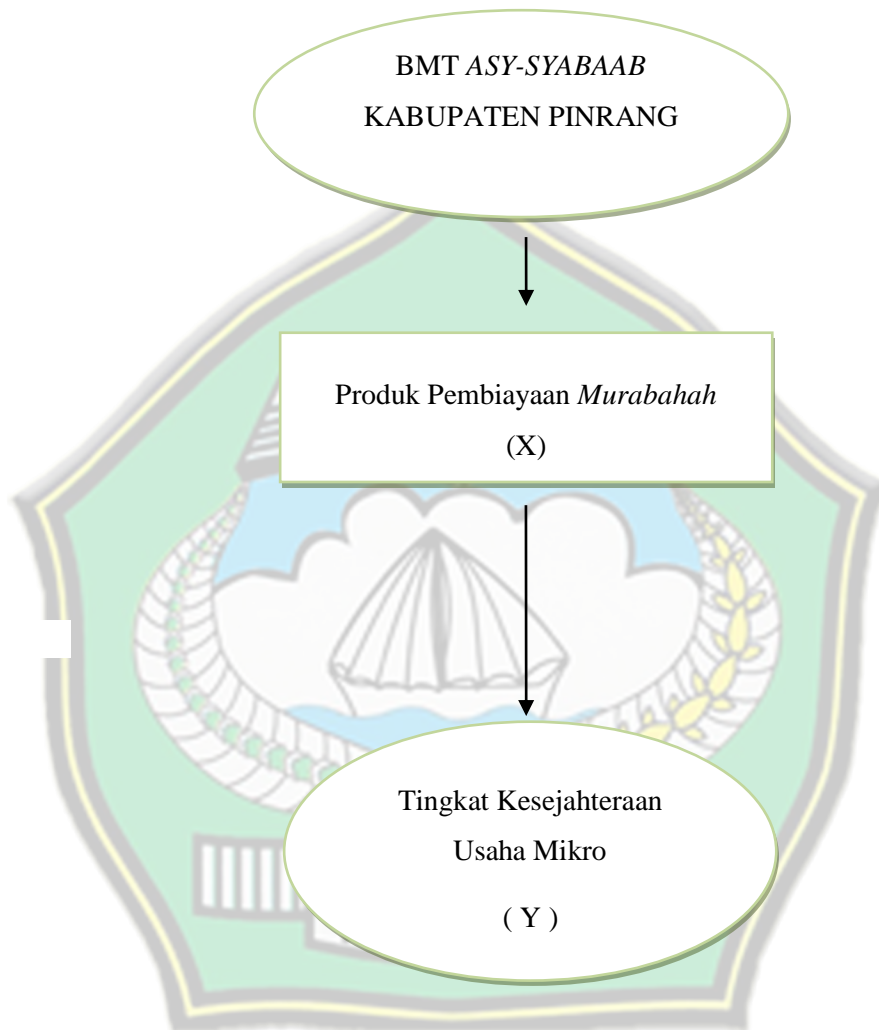 BMT ASY-SYABAAB
KABUPATEN PINRANG
Produk Pembiayaan Murabahah
(X)
Tingkat Kesejahteraan
Usaha Mikro
( Y )